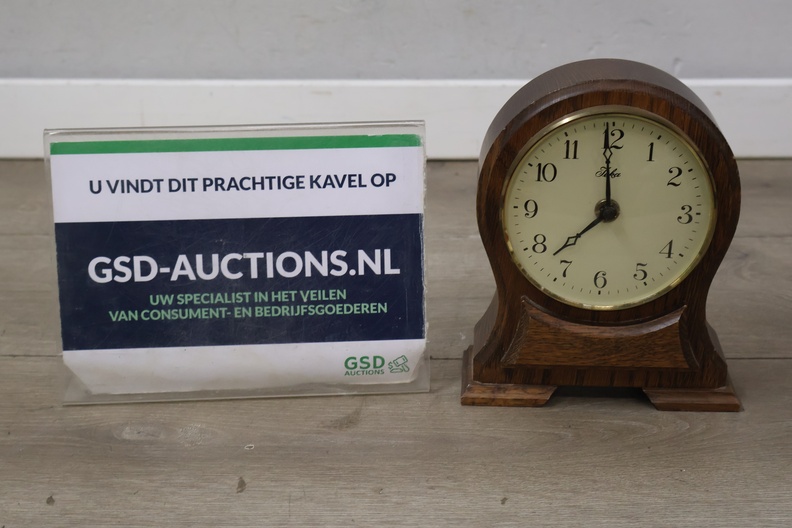 U VINDT DIT PRACHTIGE KAVEL OP
GSD-AUCTIONS.NL
UW SPECIALIST IN HET VEILEN
VAN CONSUMENT- EN BEDRIJFSGOEDEREN
GSD
AUCTIONS
12
1
2
3
4
5
6
7
8
9
10
11